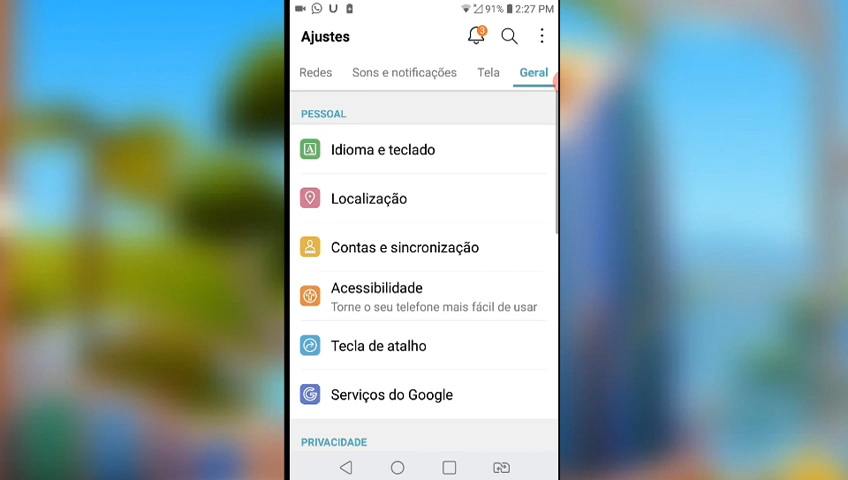 91% 2:27 PM
Ajustes
3
Redes Sons e notificações Tela Geral
PESSOAL
Idioma e teclado
Localização
Contas e sincronização
Acessibilidade
Torne o seu telefone mais fácil de usar
Tecla de atalho
Serviços do Google
PRIVACIDADE